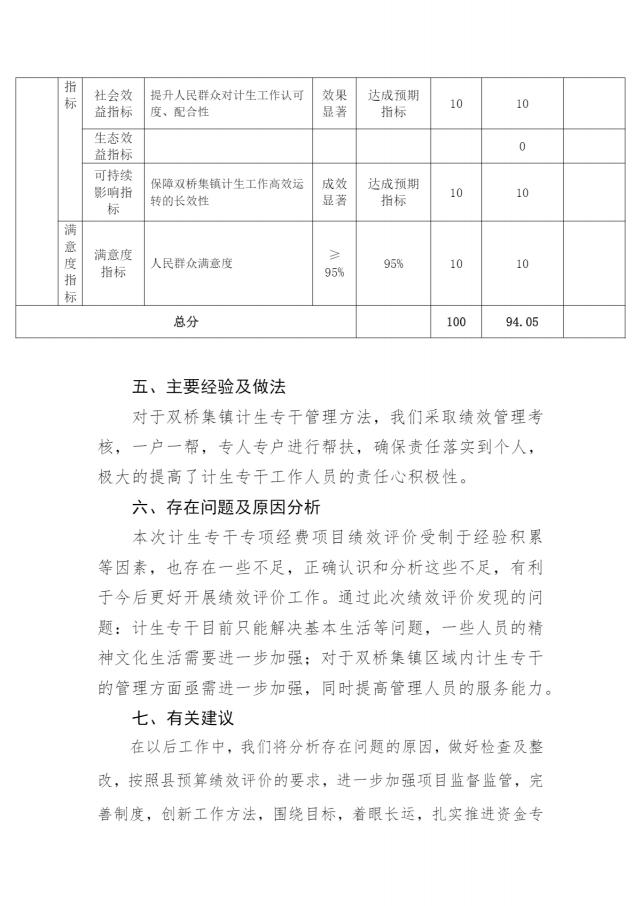 指标
社会效益指标 提升人民群众对计生工作认可度、配合性 效果显著 达成预期指标 10 10
生态效益指标 0
可持续影响指标 保障双桥集镇计生工作高效运转的长效性 成效显著 达成预期指标 10 10
满意度指标 满意度指标 人民群众满意度 ≥95% 95% 10 10
总分 100 94.05
五、主要经验及做法
对于双桥集镇计生专干管理方法，我们采取绩效管理考
核，一户一帮，专人专户进行帮扶，确保责任落实到个人，
极大的提高了计生专干工作人员的责任心积极性。
六、存在问题及原因分析
本次计生专干专项经费项目绩效评价受制于经验积累
等因素，也存在一些不足，正确认识和分析这些不足，有利
于今后更好开展绩效评价工作。通过此次绩效评价发现的问
题：计生专干目前只能解决基本生活等问题，一些人员的精
神文化生活需要进一步加强；对于双桥集镇区域内计生专干
的管理方面亟需进一步加强，同时提高管理人员的服务能力。
七、有关建议
在以后工作中，我们将分析存在问题的原因，做好检查及整
改，按照县预算绩效评价的要求，进一步加强项目监督监管，完
善制度，创新工作方法，围绕目标，着眼长运，扎实推进资金专